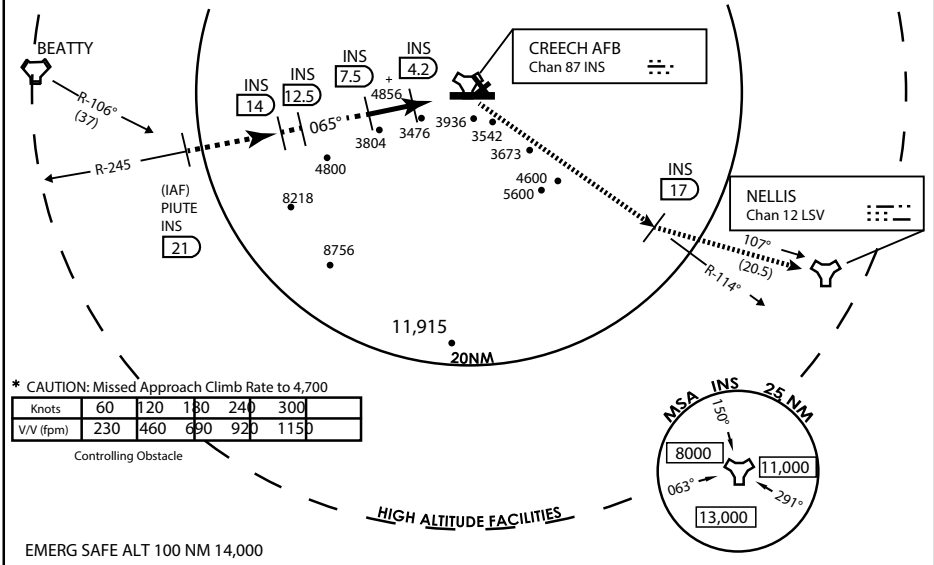 BEATTY
R-106°
(37)
R-245
(IAF)
PIUTE
INS
21
INS
14
INS
12.5
INS
7.5
+
4856
INS
4.2
065°
3804
3476
3936
3542
3673
4600
5600
4800
8218
8756
11,915
20NM
CREECH AFB
Chan 87 INS
INS
17
NELLIS
Chan 12 LSV
107°
(20.5)
R-114°
* CAUTION: Missed Approach Climb Rate to 4,700
Knots 60 120 180 240 300
V/V (fpm) 230 460 690 920 1150
Controlling Obstacle
MSA INS 25 NM
150°
8000
11,000
063°
291°
13,000
HIGH ALTITUDE FACILITIES
EMERG SAFE ALT 100 NM 14,000